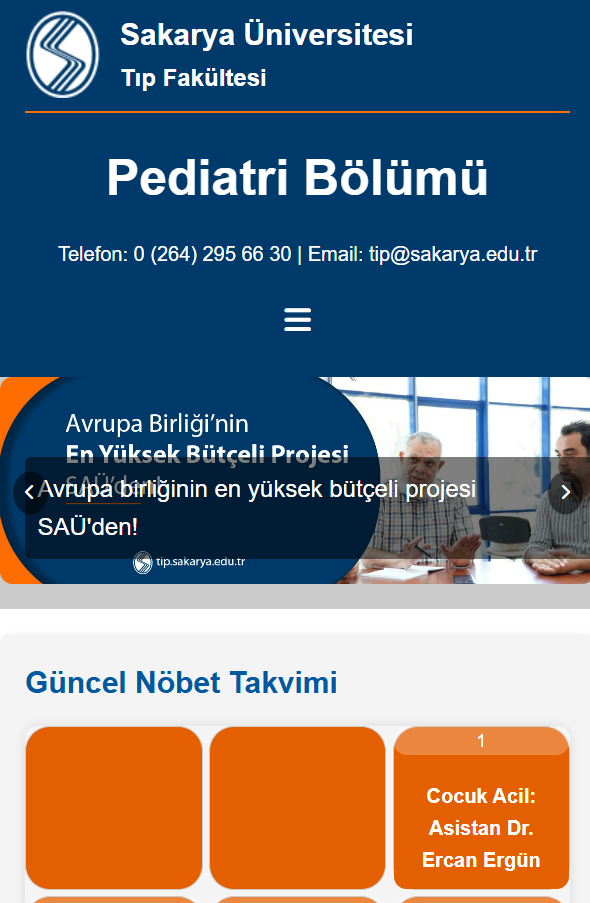 Sakarya Üniversitesi
Tıp Fakültesi
Pediatri Bölümü
Telefon: 0 (264) 295 66 30 | Email: tip@sakarya.edu.tr
Avrupa Birliği’nin
En Yüksek Bütçeli Projesi
SAÜ'den!
Avrupa birliğinin en yüksek bütçeli projesi
SAÜ'den!
tip.sakarya.edu.tr
Güncel Nöbet Takvimi
1
Cocuk Acil:
Asistan Dr.
Ercan Ergün